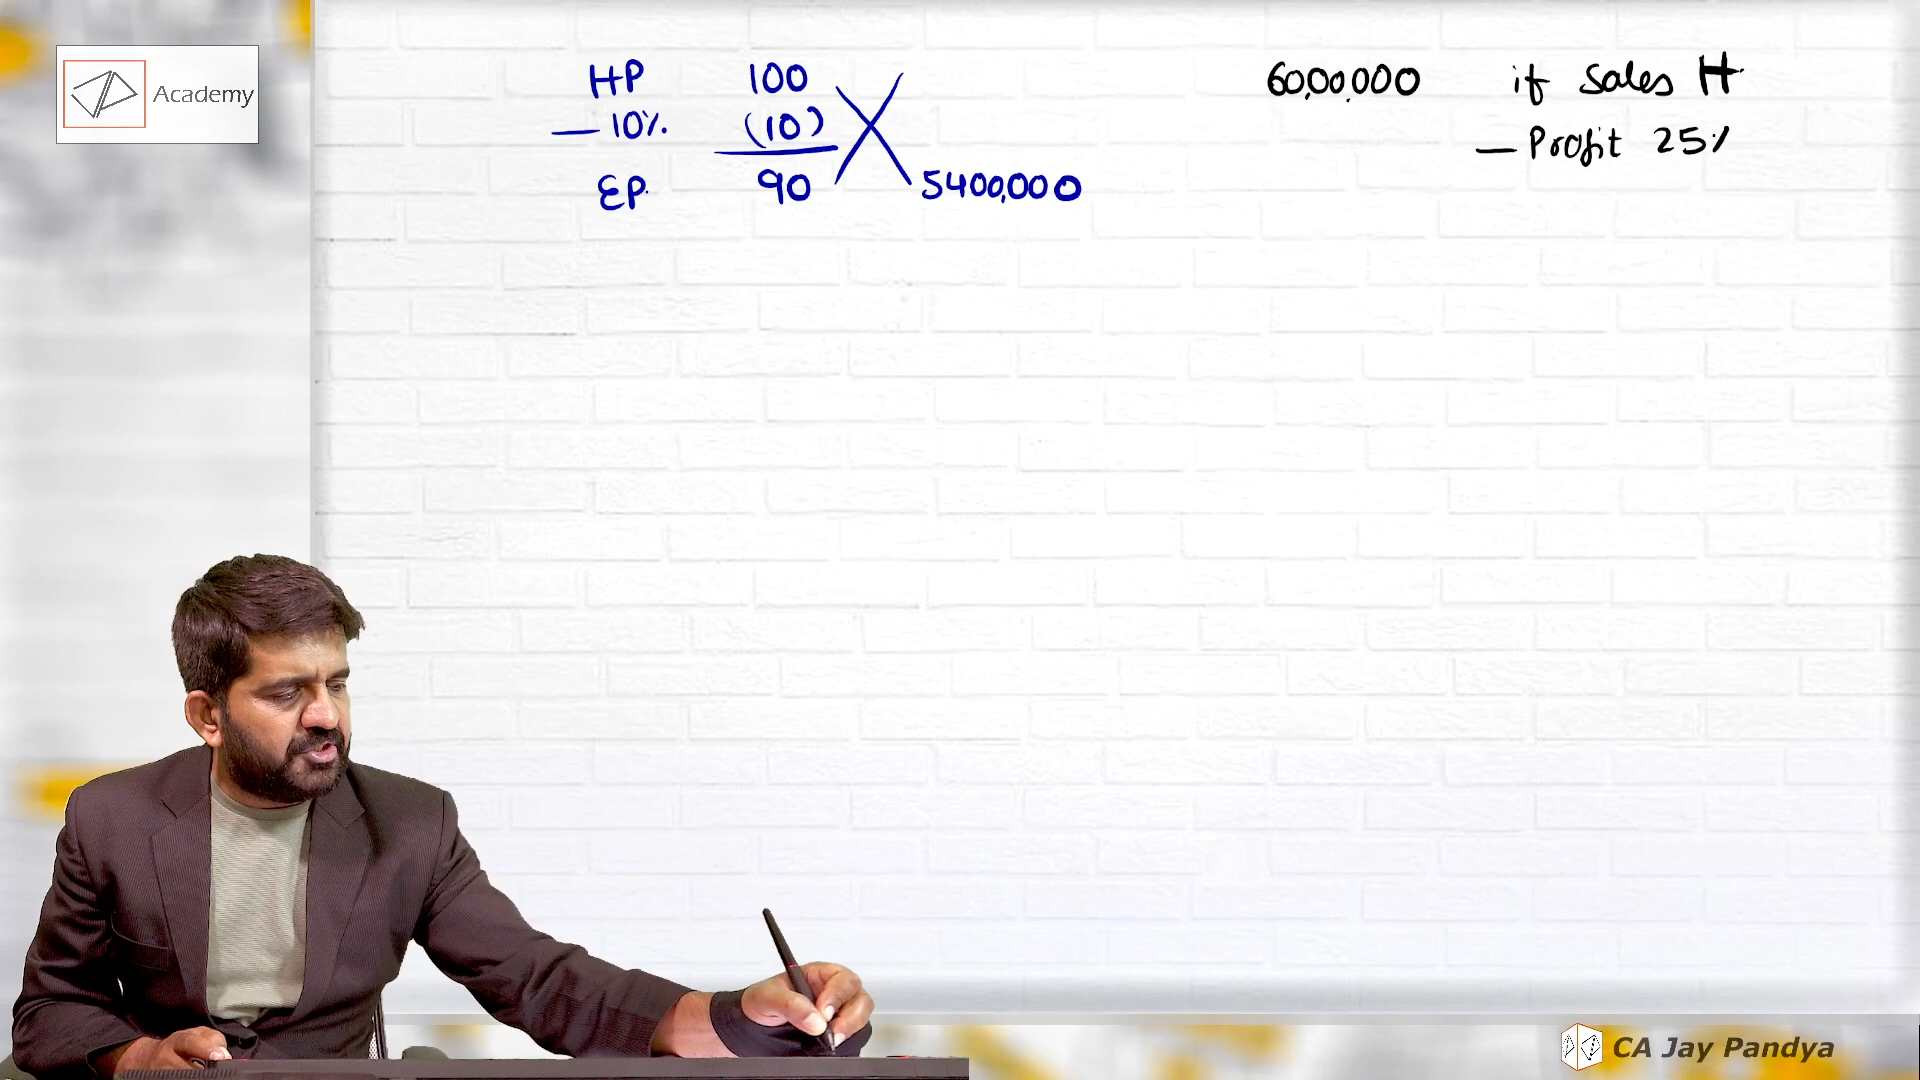 Academy
HP 100 60,00,000 if Sales H
— 10% (10) — Profit 25%
EP. 90 5400,000
CA Jay Pandya